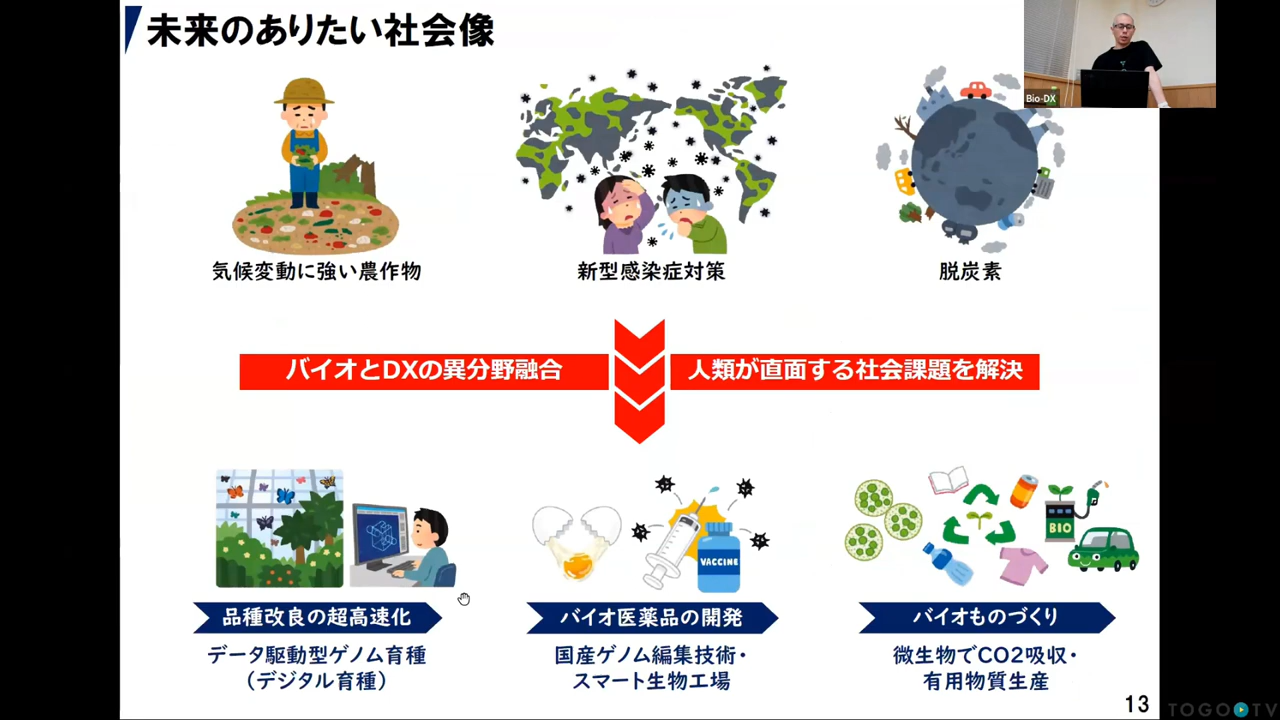 未来のありたい社会像
Bio-DX
気候変動に強い農作物
新型感染症対策
脱炭素
バイオとDXの異分野融合
人類が直面する社会課題を解決
VACCINE
BIO
品種改良の超高速化
バイオ医薬品の開発
バイオものづくり
データ駆動型ゲノム育種
（デジタル育種）
国産ゲノム編集技術・
スマート生物工場
微生物でCO2吸収・
有用物質生産
13
TOGO TV